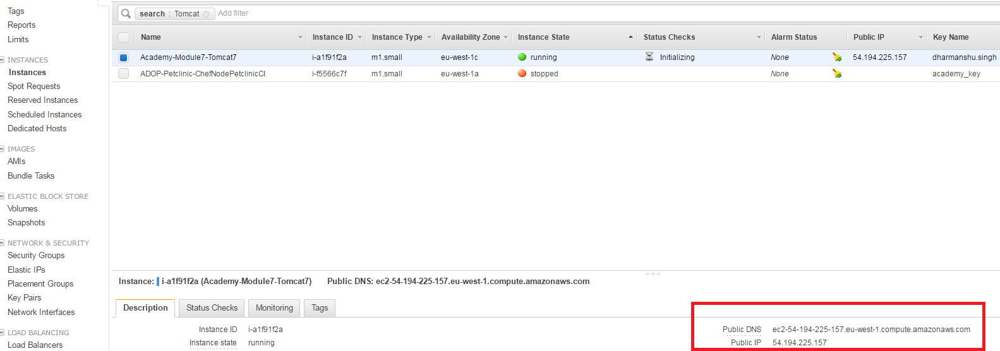 Tags
Reports
Limits
INSTANCES
Instances
Spot Requests
Reserved Instances
Scheduled Instances
Dedicated Hosts
IMAGES
AMIs
Bundle Tasks
ELASTIC BLOCK STORE
Volumes
Snapshots
NETWORK & SECURITY
Security Groups
Elastic IPs
Placement Groups
Key Pairs
Network Interfaces
LOAD BALANCING
Load Balancers
search : Tomcat Add filter
Name Instance ID Instance Type Availability Zone Instance State Status Checks Alarm Status Public IP Key Name
Academy-Module7-Tomcat7 i-a1f91f2a m1.small eu-west-1c running Initializing None 54.194.225.157 dharmanshu.singh
ADOP-Petclinic-ChefNodePetclinicCI i-f5566c7f m1.small eu-west-1a stopped None academy_key
Instance: i-a1f91f2a (Academy-Module7-Tomcat7) Public DNS: ec2-54-194-225-157.eu-west-1.compute.amazonaws.com
Description Status Checks Monitoring Tags
Instance ID i-a1f91f2a Public DNS ec2-54-194-225-157.eu-west-1.compute.amazonaws.com
Instance state running Public IP 54.194.225.157